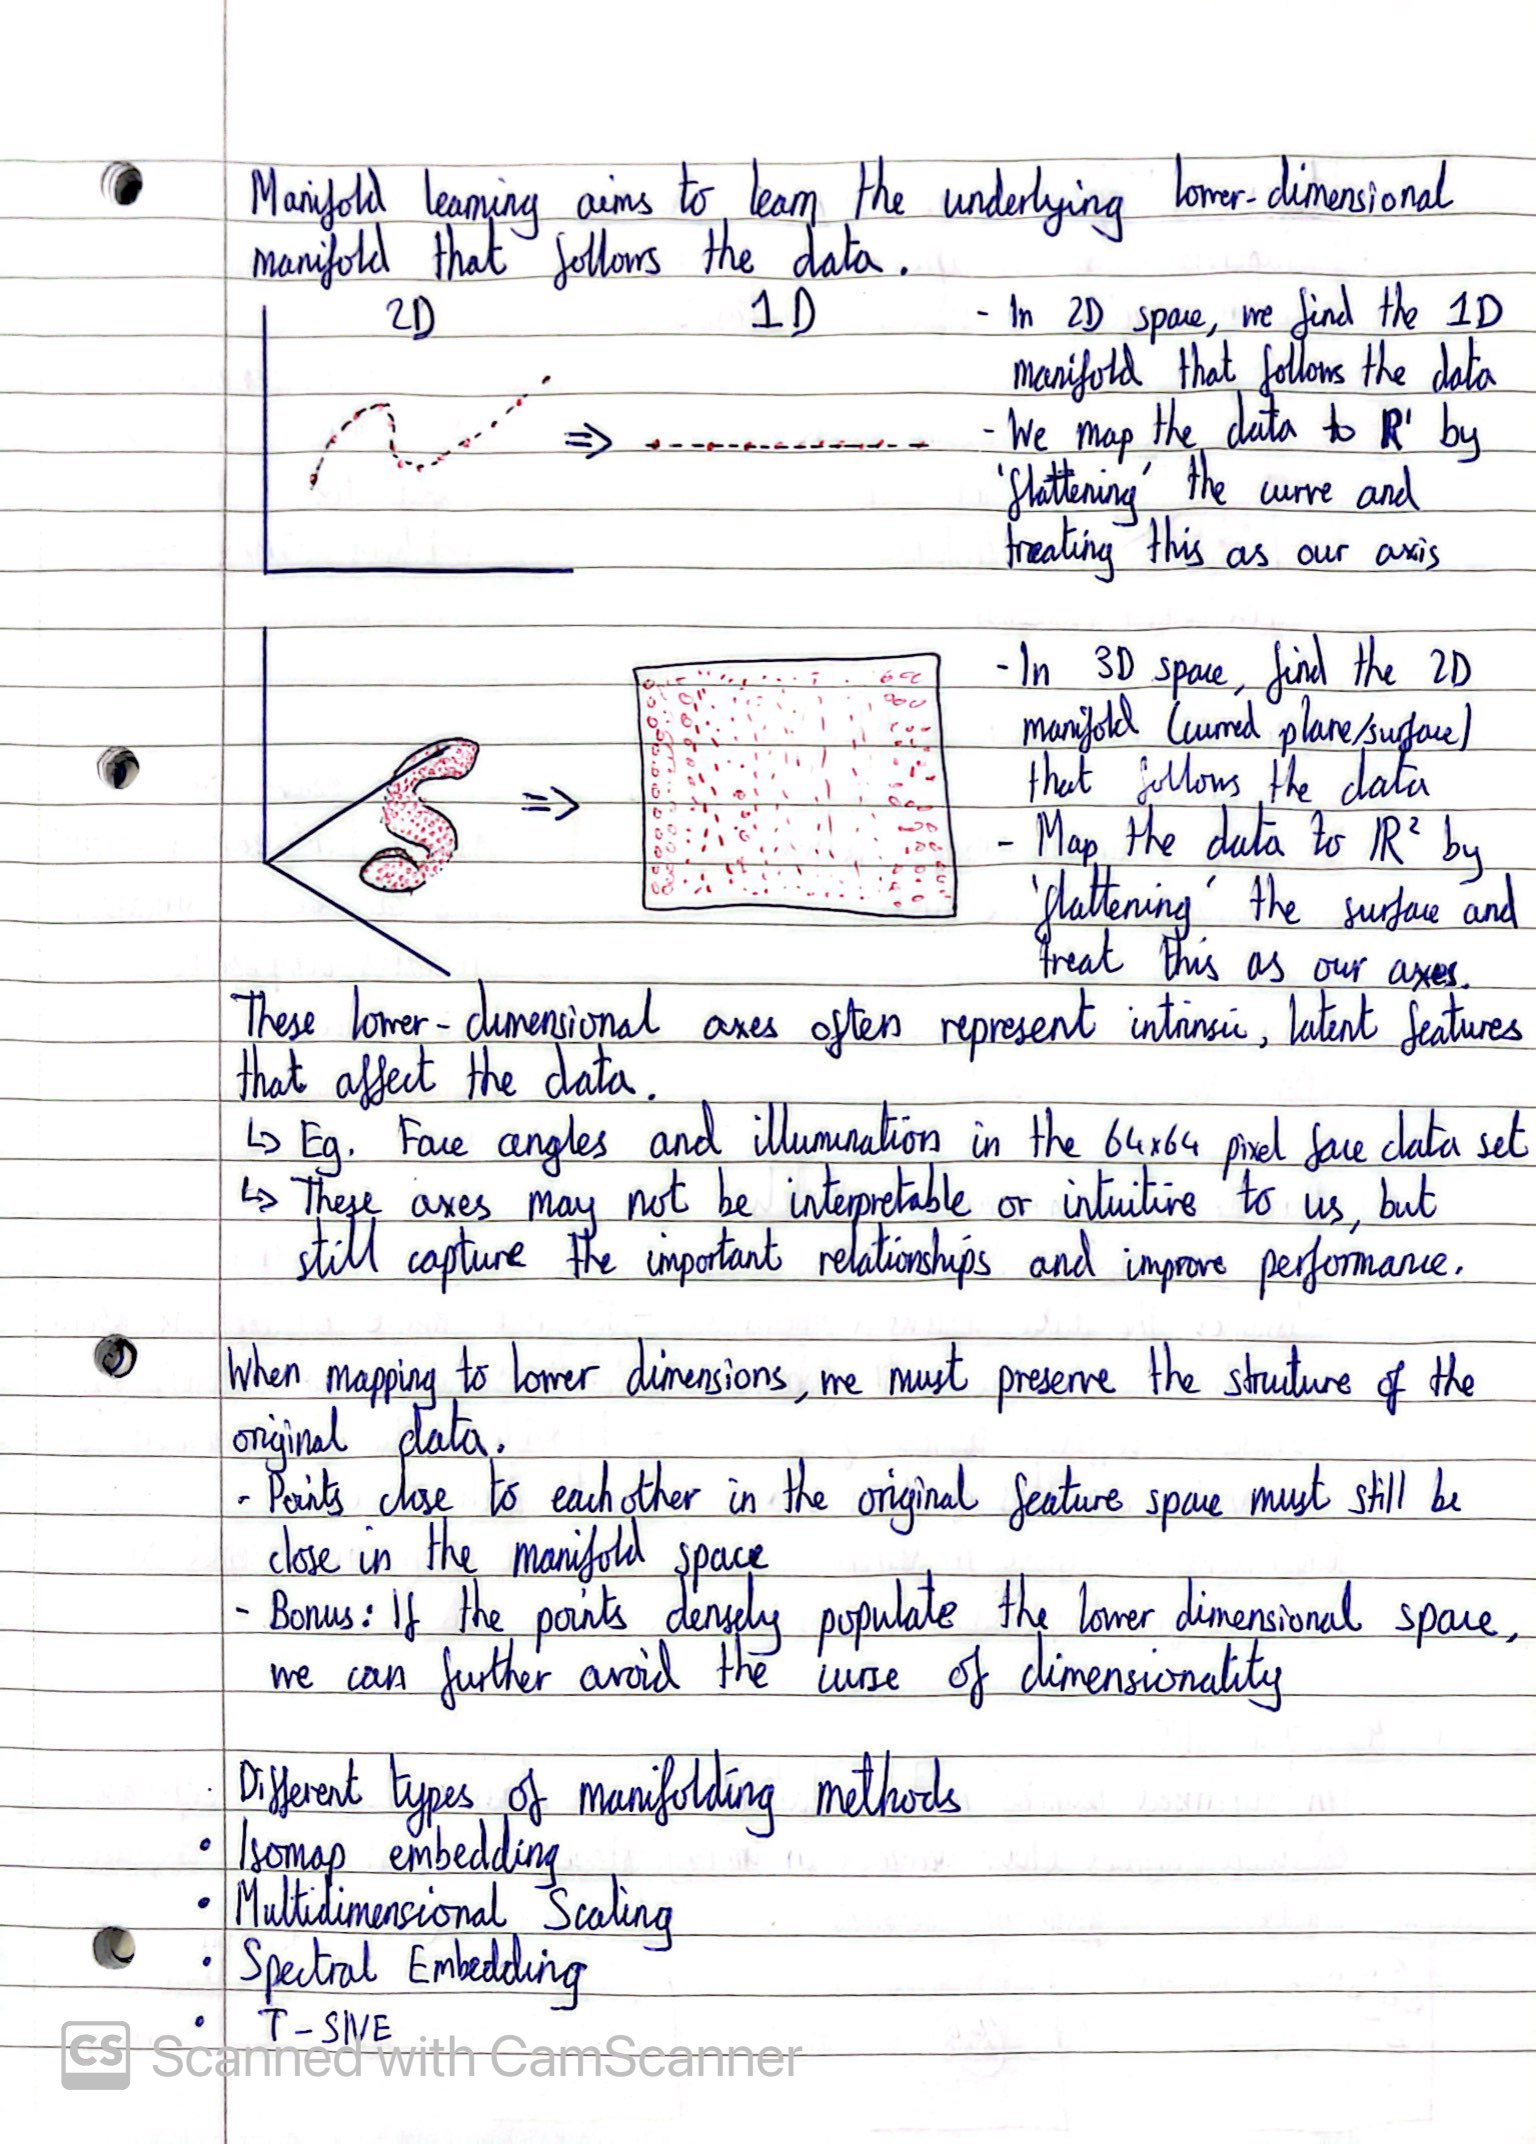 Manifold learning aims to learn the underlying lower-dimensional
manifold that follows the data.
2D
1D
- In 2D space, we find the 1D
manifold that follows the data
- We map the data to R¹ by
'flattening' the curve and
treating this as our axis
- In 3D space, find the 2D
manifold (curved plane/surface)
that follows the data
- Map the data to ℝ² by
'flattening' the surface and
treat this as our axes.
These lower-dimensional axes often represent intrinsic, latent features
that affect the data.
↳ Eg. Face angles and illumination in the 64x64 pixel face data set
↳ These axes may not be interpretable or intuitive to us, but
still capture the important relationships and improve performance.
When mapping to lower dimensions, we must preserve the structure of the
original data.
- Points close to each other in the original feature space must still be
close in the manifold space
- Bonus: If the points densely populate the lower dimensional space,
we can further avoid the curse of dimensionality
Different types of manifolding methods
• Isomap embedding
• Multidimensional Scaling
• Spectral Embedding
• T-SNE
CS Scanned with CamScanner